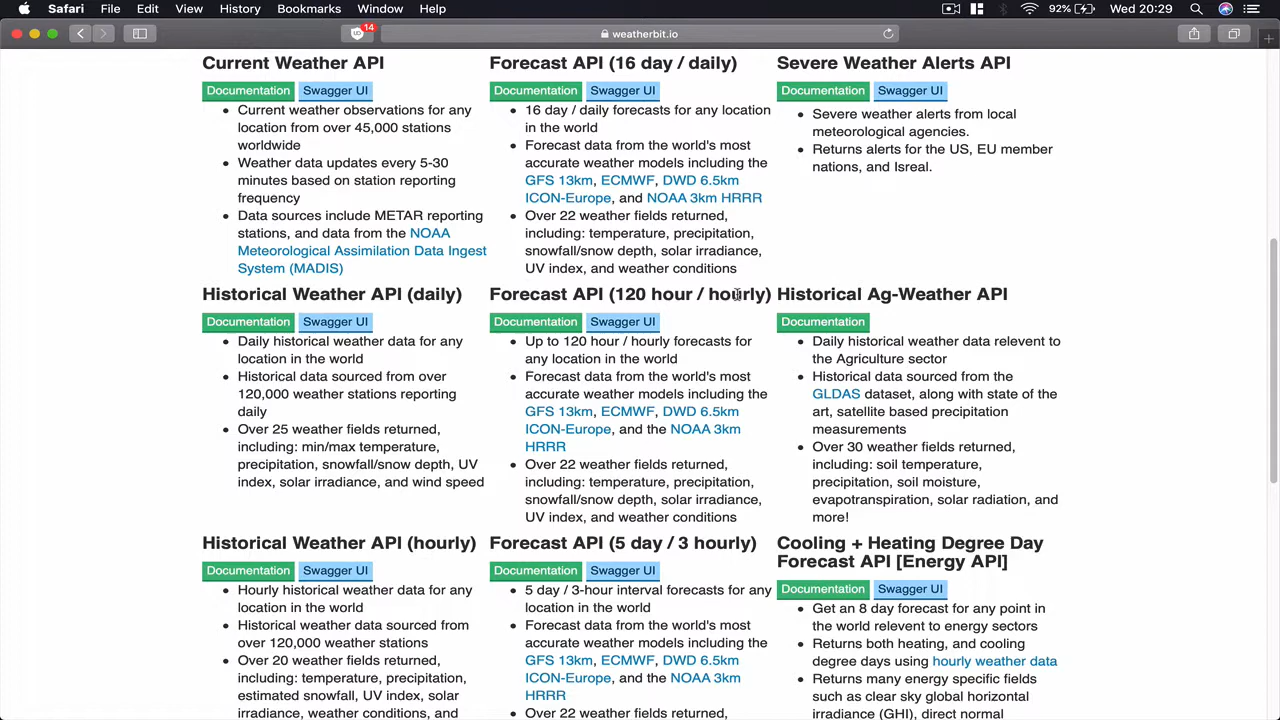 Safari File Edit View History Bookmarks Window Help 92% Wed 20:29
14
weatherbit.io
Current Weather API
Documentation Swagger UI
Current weather observations for any
location from over 45,000 stations
worldwide
Weather data updates every 5-30
minutes based on station reporting
frequency
Data sources include METAR reporting
stations, and data from the NOAA
Meteorological Assimilation Data Ingest
System (MADIS)
Forecast API (16 day / daily)
Documentation Swagger UI
16 day / daily forecasts for any location
in the world
Forecast data from the world's most
accurate weather models including the
GFS 13km, ECMWF, DWD 6.5km
ICON-Europe, and NOAA 3km HRRR
Over 22 weather fields returned,
including: temperature, precipitation,
snowfall/snow depth, solar irradiance,
UV index, and weather conditions
Severe Weather Alerts API
Documentation Swagger UI
Severe weather alerts from local
meteorological agencies.
Returns alerts for the US, EU member
nations, and Isreal.
Historical Weather API (daily)
Documentation Swagger UI
Daily historical weather data for any
location in the world
Historical data sourced from over
120,000 weather stations reporting
daily
Over 25 weather fields returned,
including: min/max temperature,
precipitation, snowfall/snow depth, UV
index, solar irradiance, and wind speed
Forecast API (120 hour / hourly)
Documentation Swagger UI
Up to 120 hour / hourly forecasts for
any location in the world
Forecast data from the world's most
accurate weather models including the
GFS 13km, ECMWF, DWD 6.5km
ICON-Europe, and the NOAA 3km
HRRR
Over 22 weather fields returned,
including: temperature, precipitation,
snowfall/snow depth, solar irradiance,
UV index, and weather conditions
Historical Ag-Weather API
Documentation
Daily historical weather data relevent to
the Agriculture sector
Historical data sourced from the
GLDAS dataset, along with state of the
art, satellite based precipitation
measurements
Over 30 weather fields returned,
including: soil temperature,
precipitation, soil moisture,
evapotranspiration, solar radiation, and
more!
Historical Weather API (hourly)
Documentation Swagger UI
Hourly historical weather data for any
location in the world
Historical weather data sourced from
over 120,000 weather stations
Over 20 weather fields returned,
including: temperature, precipitation,
estimated snowfall, UV index, solar
irradiance, weather conditions, and
Forecast API (5 day / 3 hourly)
Documentation Swagger UI
5 day / 3-hour interval forecasts for any
location in the world
Forecast data from the world's most
accurate weather models including the
GFS 13km, ECMWF, DWD 6.5km
ICON-Europe, and the NOAA 3km
HRRR
Over 22 weather fields returned,
Cooling + Heating Degree Day
Forecast API [Energy API]
Documentation Swagger UI
Get an 8 day forecast for any point in
the world relevent to energy sectors
Returns both heating, and cooling
degree days using hourly weather data
Returns many energy specific fields
such as clear sky global horizontal
irradiance (GHI), direct normal